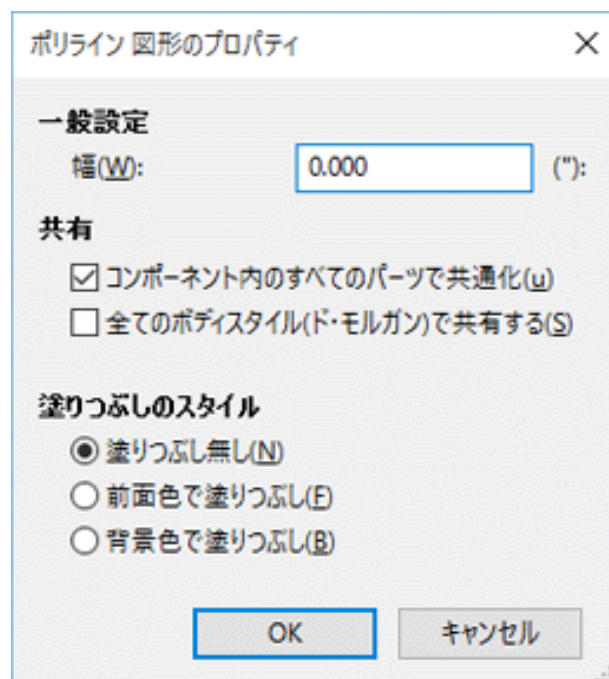 ポリライン 図形のプロパティ
一般設定
幅(W): 0.000 ("):
共有
コンポーネント内のすべてのパーツで共通化(u)
全てのボディスタイル(ド・モルガン)で共有する(S)
塗りつぶしのスタイル
塗りつぶし無し(N)
前面色で塗りつぶし(F)
背景色で塗りつぶし(B)
OK キャンセル